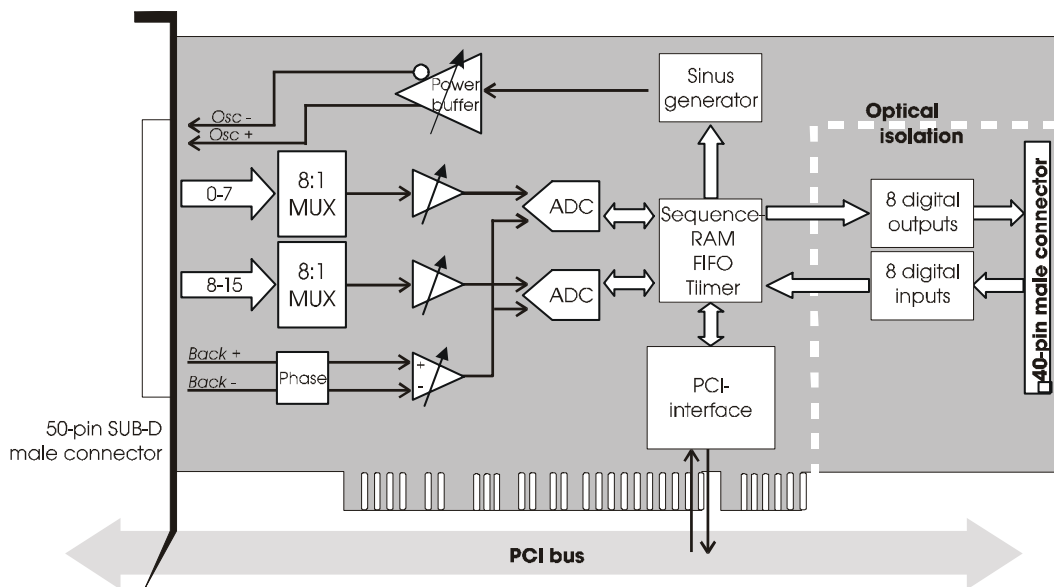 Power
buffer
Sinus
generator
Optical
isolation
Osc -
Osc +
0-7
8:1
MUX
ADC
Sequence-
RAM
FIFO
Tiimer
8 digital
outputs
8-15
8:1
MUX
ADC
8 digital
inputs
40-pin male connector
Back +
Back -
Phase
+
-
PCI-
interface
50-pin SUB-D
male connector
PCI bus